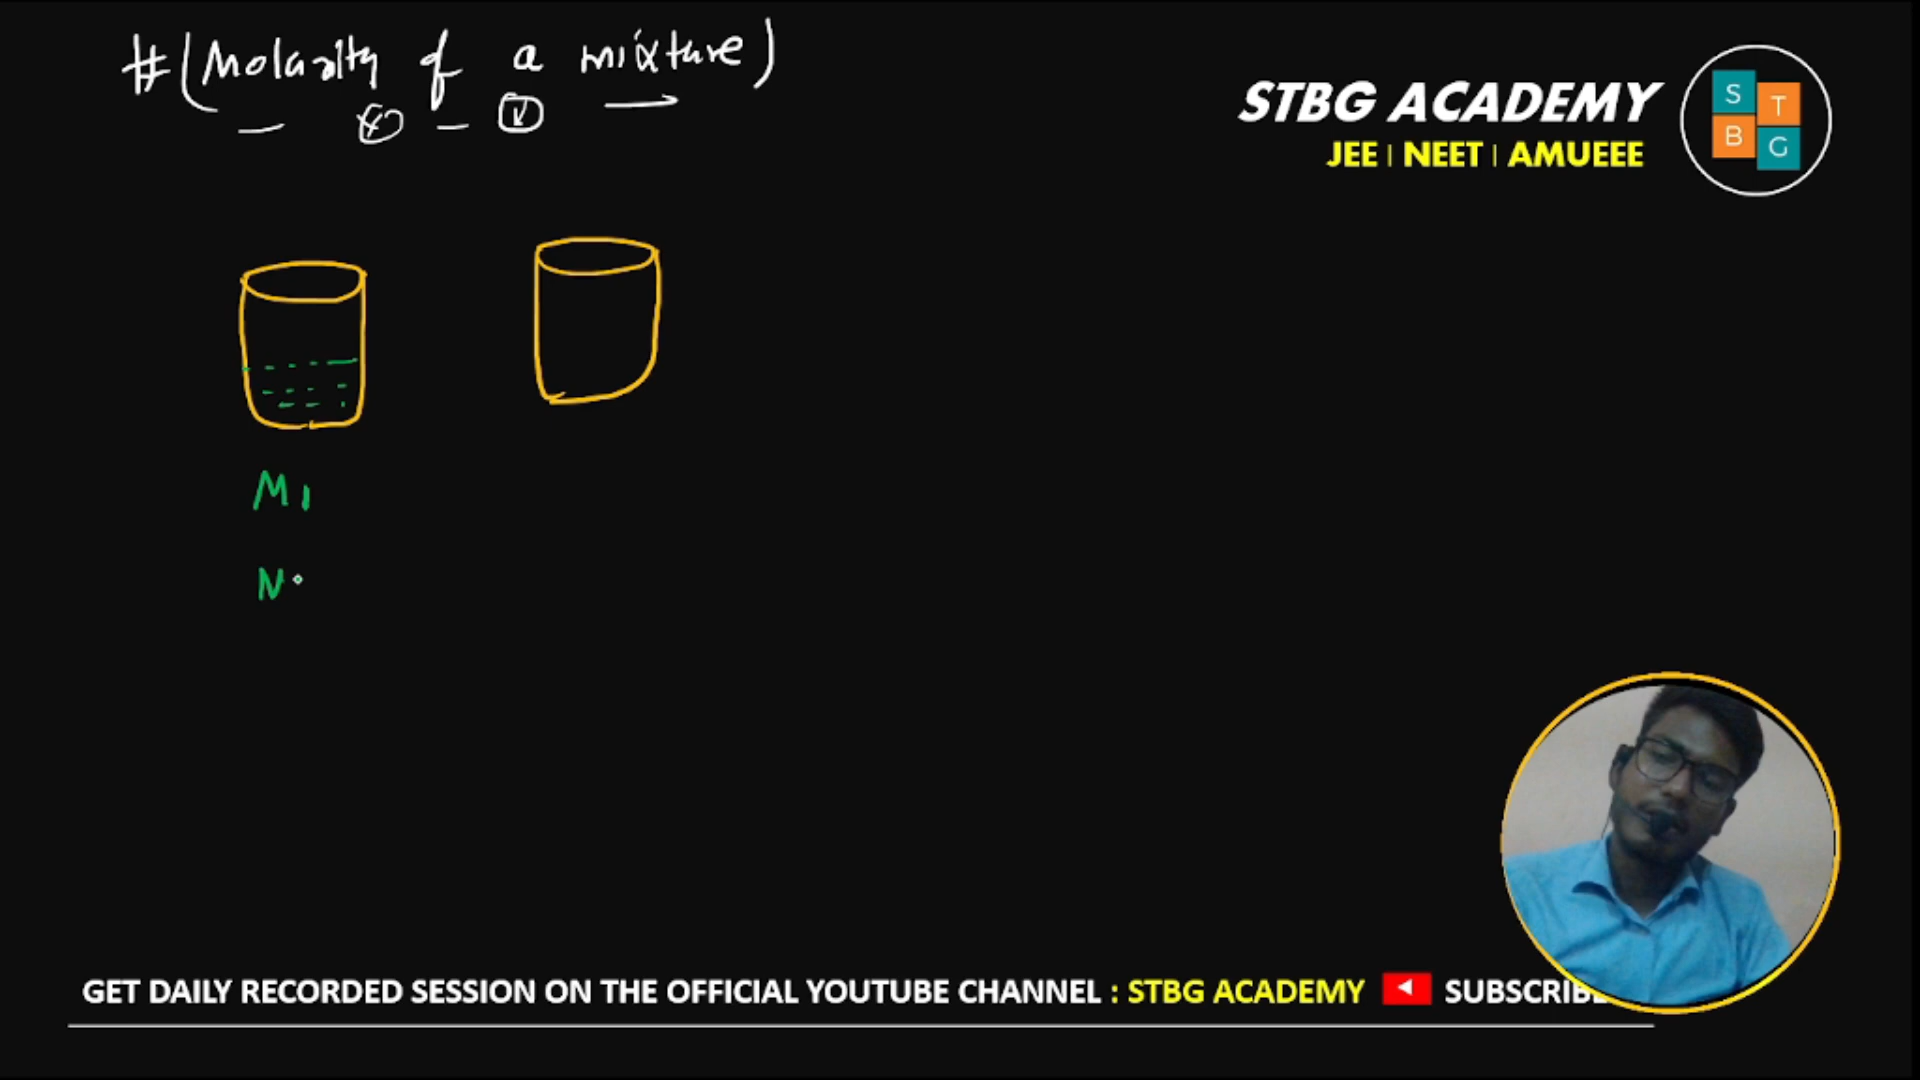 #(Molarity of a mixture)
STBG ACADEMY
JEE | NEET | AMUEEE
S T
B G
M1
N
GET DAILY RECORDED SESSION ON THE OFFICIAL YOUTUBE CHANNEL : STBG ACADEMY SUBSCRIBE